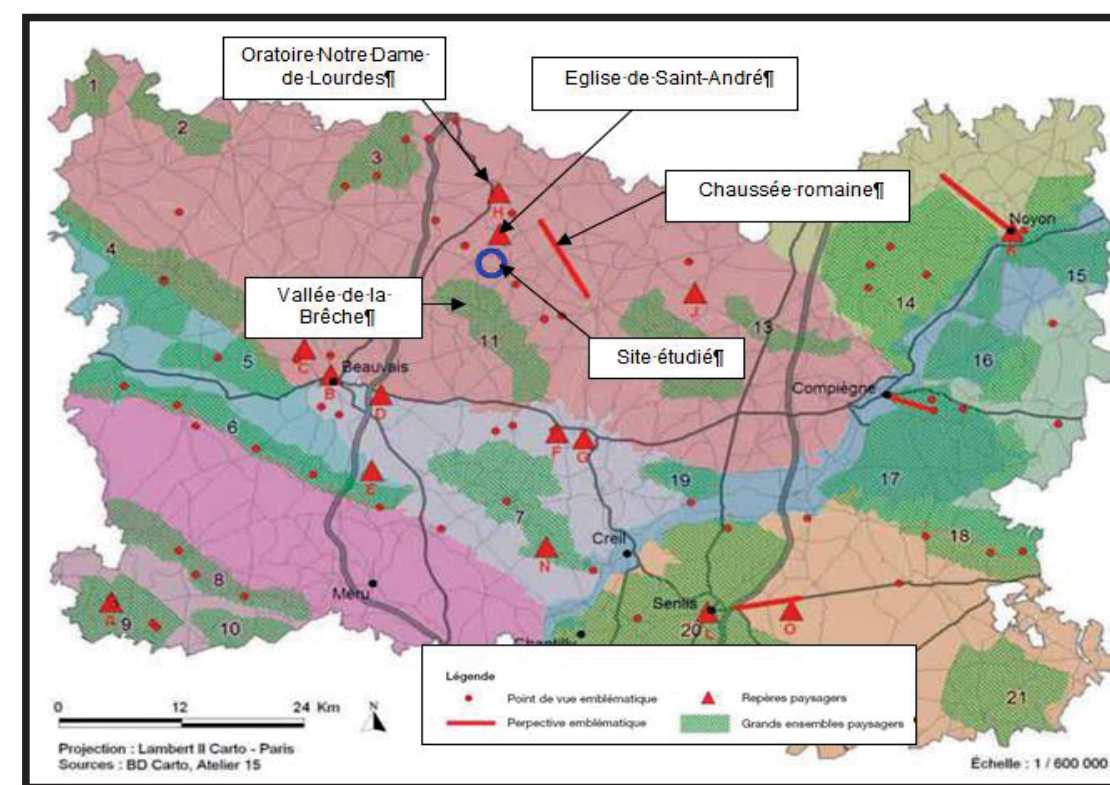 Oratoire·Notre·Dame·
de·Lourdes¶
Eglise·de·Saint-André¶
1
2
3
Chaussée·romaine¶
H
Noyon
K
4
Vallée·de·la·
Brêche¶
14
15
J
11
13
5
Site·étudié¶
16
C
Beauvais
B
Compiègne
D
6
F
G
E
19
17
7
18
Creil
N
8
Méru
Senlis
A
9
10
20
L
O
Chantilly
Légende
Point de vue emblématique
Repères paysagers
Perpective emblématique
Grands ensembles paysagers
21
0 12 24 Km N
Projection : Lambert II Carto - Paris
Sources : BD Carto, Atelier 15
Échelle : 1 / 600 000